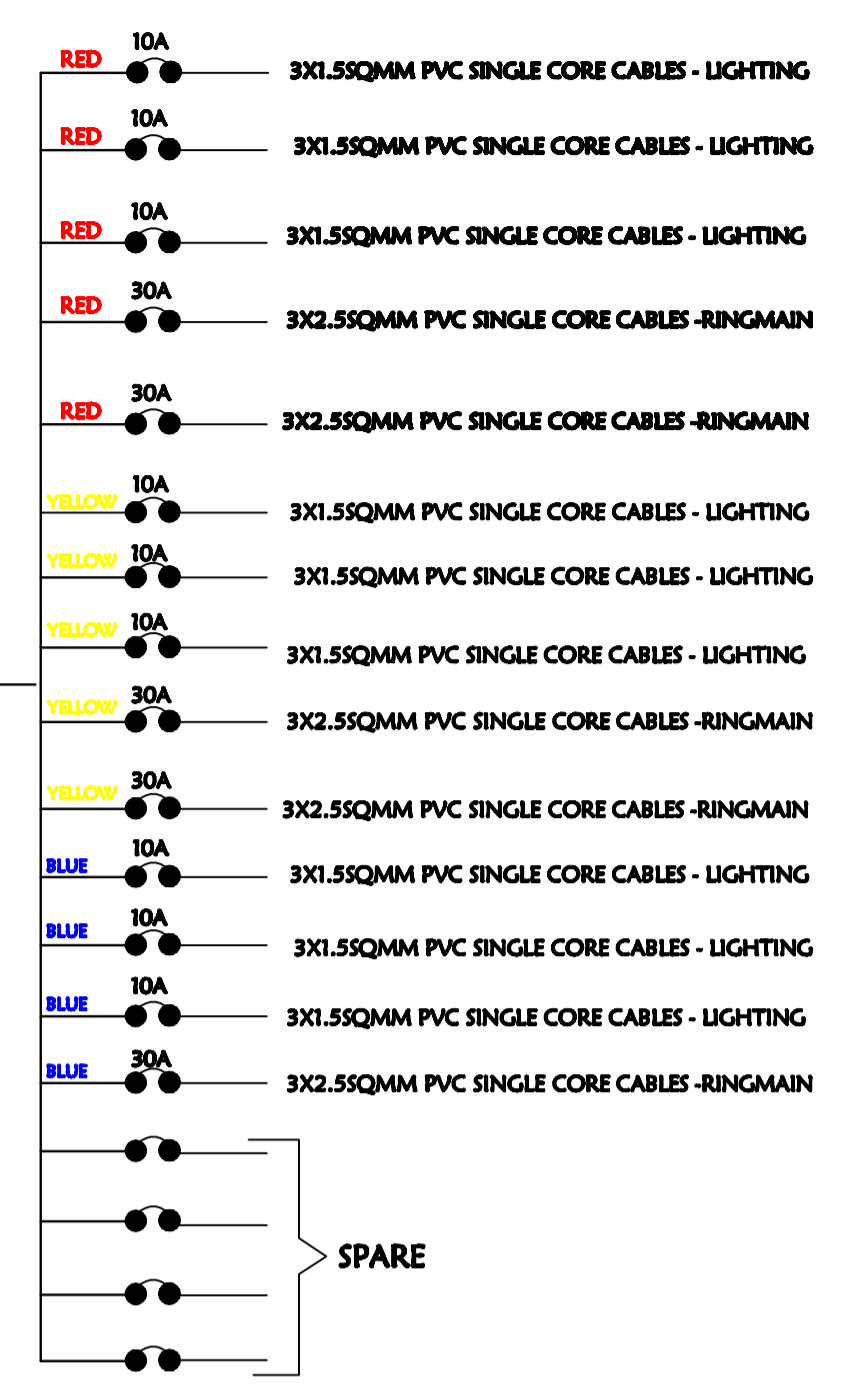 10A
RED
3X1.5SQMM PVC SINGLE CORE CABLES - LIGHTING
10A
RED
3X1.5SQMM PVC SINGLE CORE CABLES - LIGHTING
10A
RED
3X1.5SQMM PVC SINGLE CORE CABLES - LIGHTING
30A
RED
3X2.5SQMM PVC SINGLE CORE CABLES -RINGMAIN
30A
RED
3X2.5SQMM PVC SINGLE CORE CABLES -RINGMAIN
10A
YELLOW
3X1.5SQMM PVC SINGLE CORE CABLES - LIGHTING
10A
YELLOW
3X1.5SQMM PVC SINGLE CORE CABLES - LIGHTING
10A
YELLOW
3X1.5SQMM PVC SINGLE CORE CABLES - LIGHTING
30A
YELLOW
3X2.5SQMM PVC SINGLE CORE CABLES -RINGMAIN
30A
YELLOW
3X2.5SQMM PVC SINGLE CORE CABLES -RINGMAIN
10A
BLUE
3X1.5SQMM PVC SINGLE CORE CABLES - LIGHTING
10A
BLUE
3X1.5SQMM PVC SINGLE CORE CABLES - LIGHTING
10A
BLUE
3X1.5SQMM PVC SINGLE CORE CABLES - LIGHTING
30A
BLUE
3X2.5SQMM PVC SINGLE CORE CABLES -RINGMAIN
SPARE